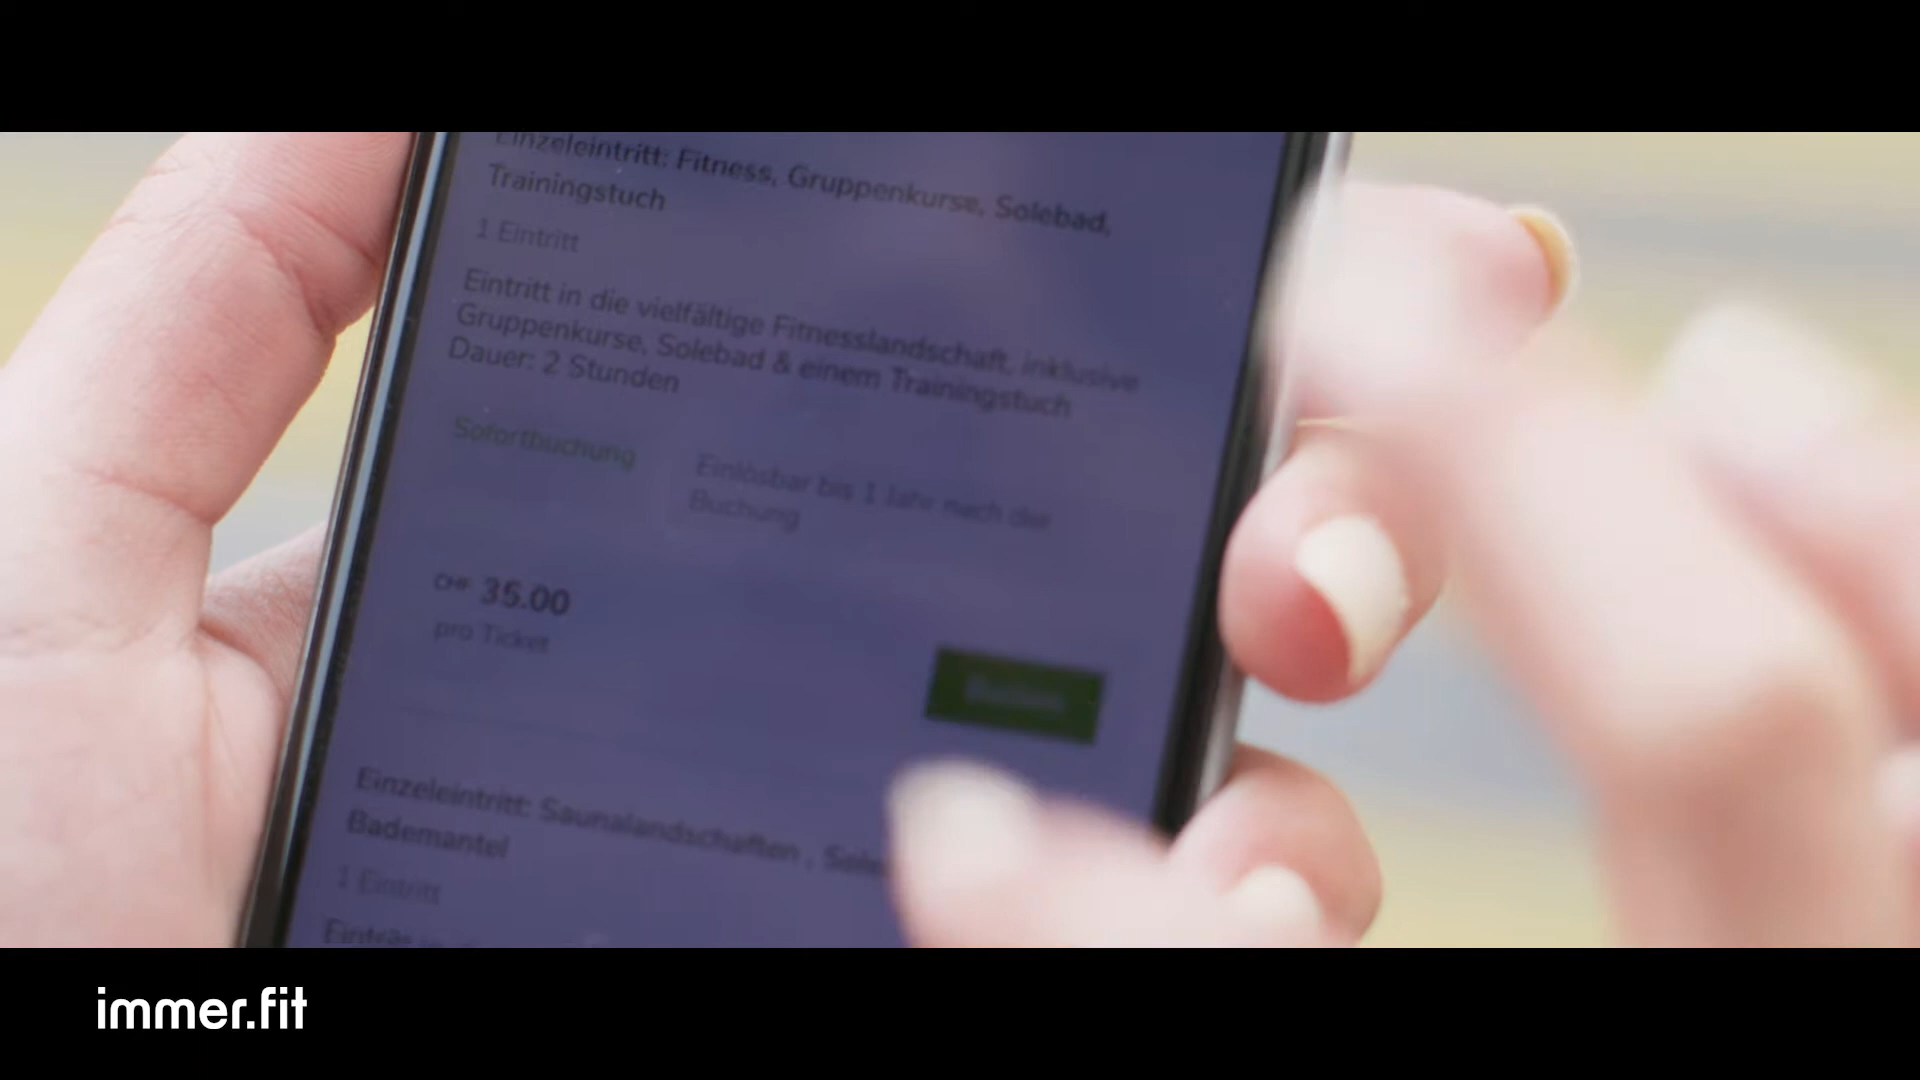 Einzeleintritt: Fitness, Gruppenkurse, Solebad,
Trainingstuch
1 Eintritt
Eintritt in die vielfältige Fitnesslandschaft, inklusive
Gruppenkurse, Solebad & einem Trainingstuch
Dauer: 2 Stunden
Sofortbuchung
Einlösbar bis 1 Jahr nach der
Buchung
CHF 35.00
pro Ticket
Einzeleintritt: Saunalandschaften ,
Bademantel
1 Eintritt
immer.fit